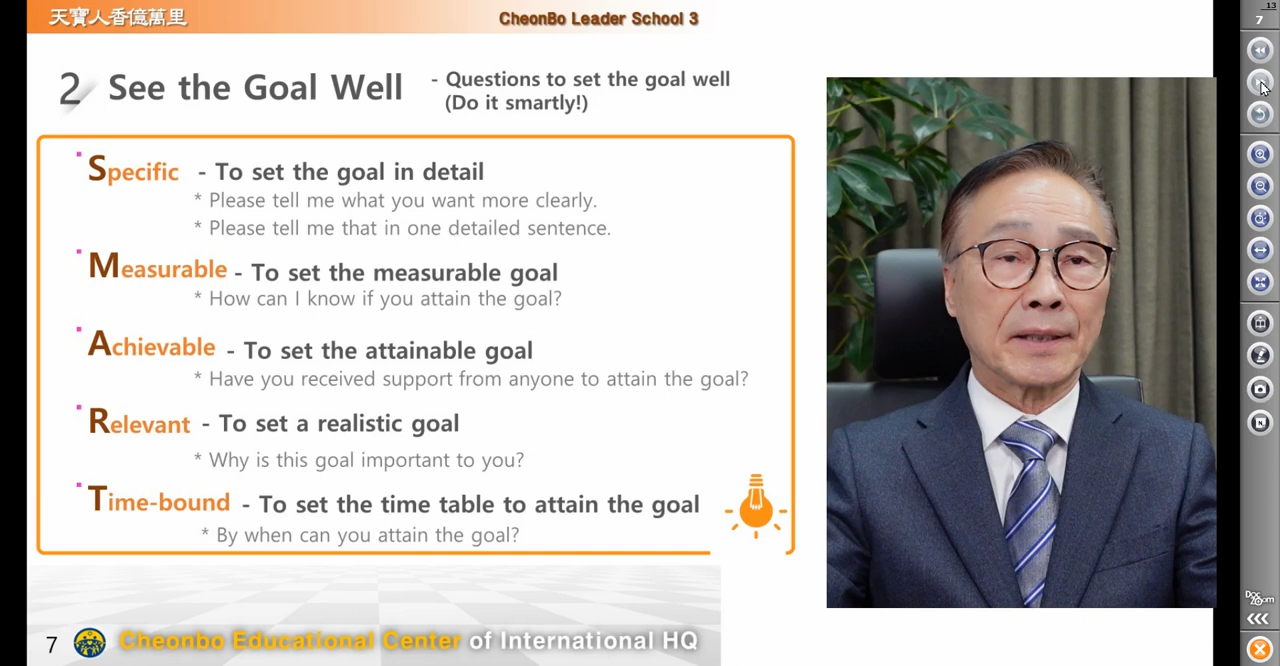 天寶人香億萬里
CheonBo Leader School 3
2 See the Goal Well
- Questions to set the goal well
(Do it smartly!)
Specific - To set the goal in detail
* Please tell me what you want more clearly.
* Please tell me that in one detailed sentence.
Measurable - To set the measurable goal
* How can I know if you attain the goal?
Achievable - To set the attainable goal
* Have you received support from anyone to attain the goal?
Relevant - To set a realistic goal
* Why is this goal important to you?
Time-bound - To set the time table to attain the goal
* By when can you attain the goal?
7 Cheonbo Educational Center of International HQ
13
7
DocZoom